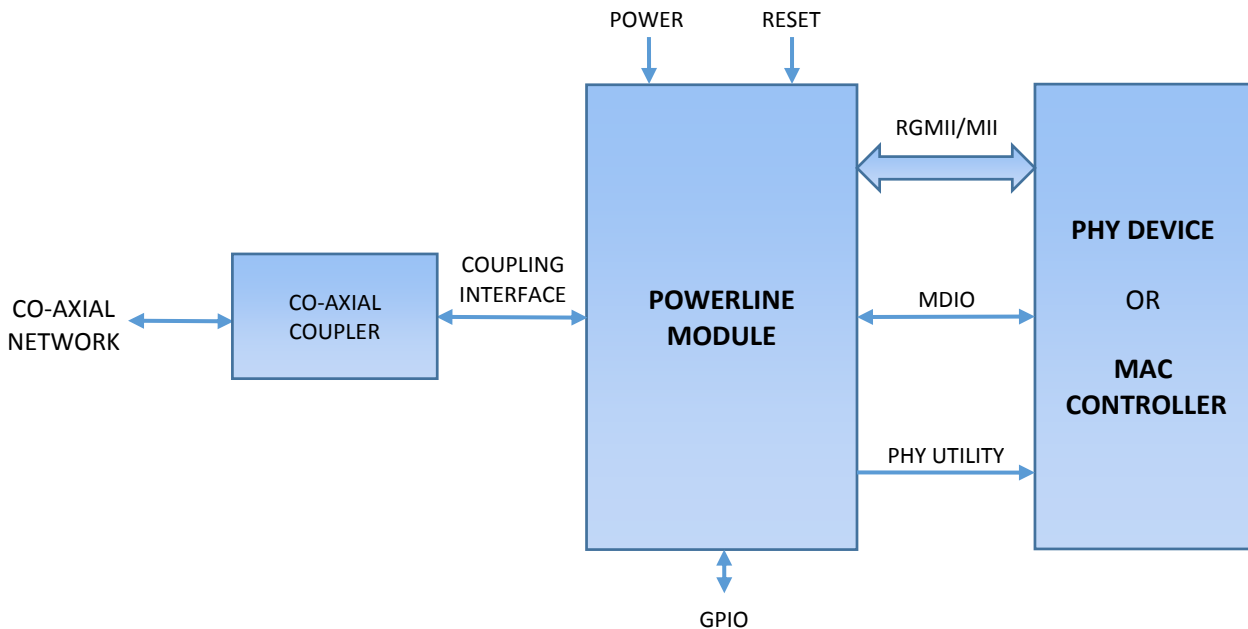 POWER
RESET
RGMII/MII
PHY DEVICE
COUPLING
INTERFACE
CO-AXIAL
NETWORK
CO-AXIAL
COUPLER
POWERLINE
MODULE
MDIO
OR
MAC
CONTROLLER
PHY UTILITY
GPIO